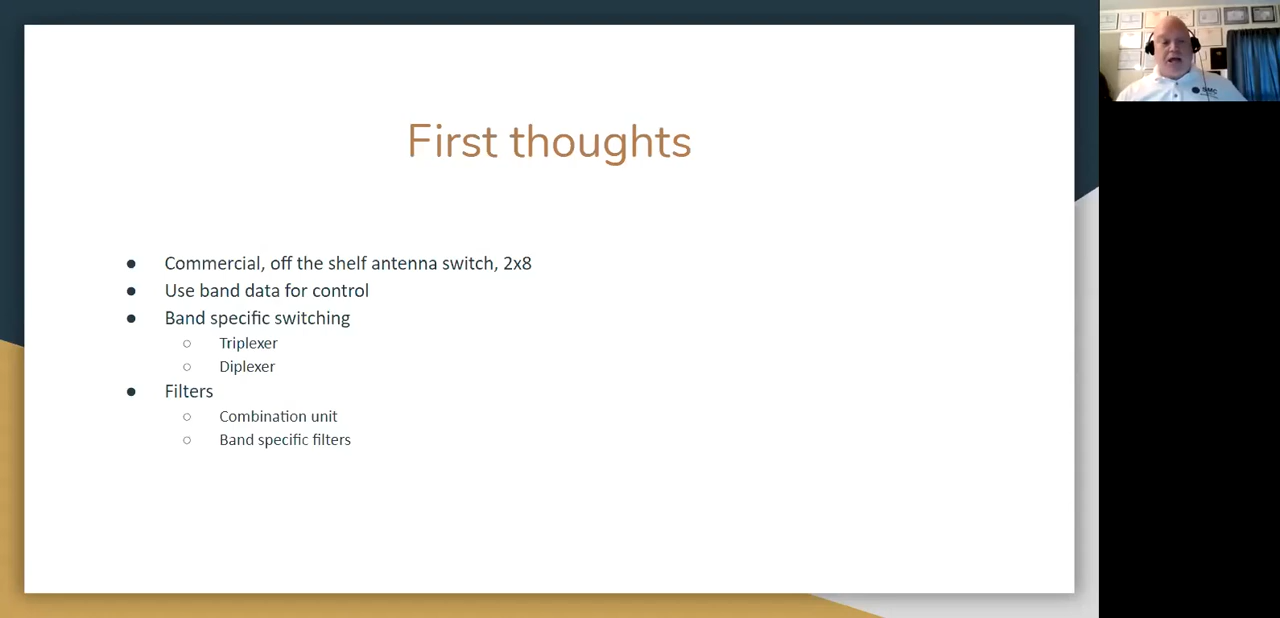 First thoughts
● Commercial, off the shelf antenna switch, 2x8
● Use band data for control
● Band specific switching
○ Triplexer
○ Diplexer
● Filters
○ Combination unit
○ Band specific filters